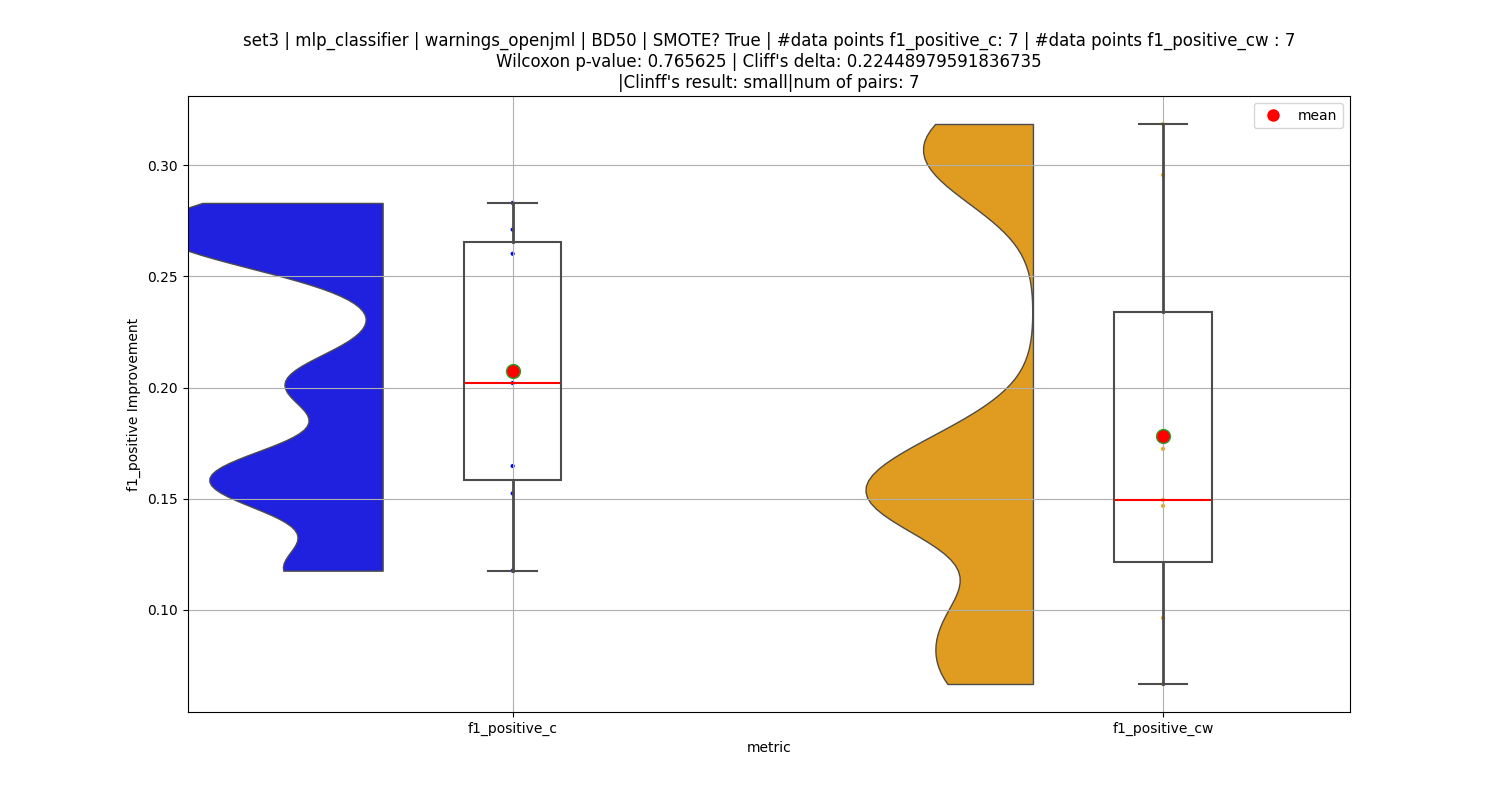 set3 | mlp_classifier | warnings_openjml | BD50 | SMOTE? True | #data points f1_positive_c: 7 | #data points f1_positive_cw : 7
Wilcoxon p-value: 0.765625 | Cliff's delta: 0.22448979591836735
|Clinff's result: small|num of pairs: 7
mean
f1_positive Improvement
0.30
0.25
0.20
0.15
0.10
f1_positive_c
f1_positive_cw
metric